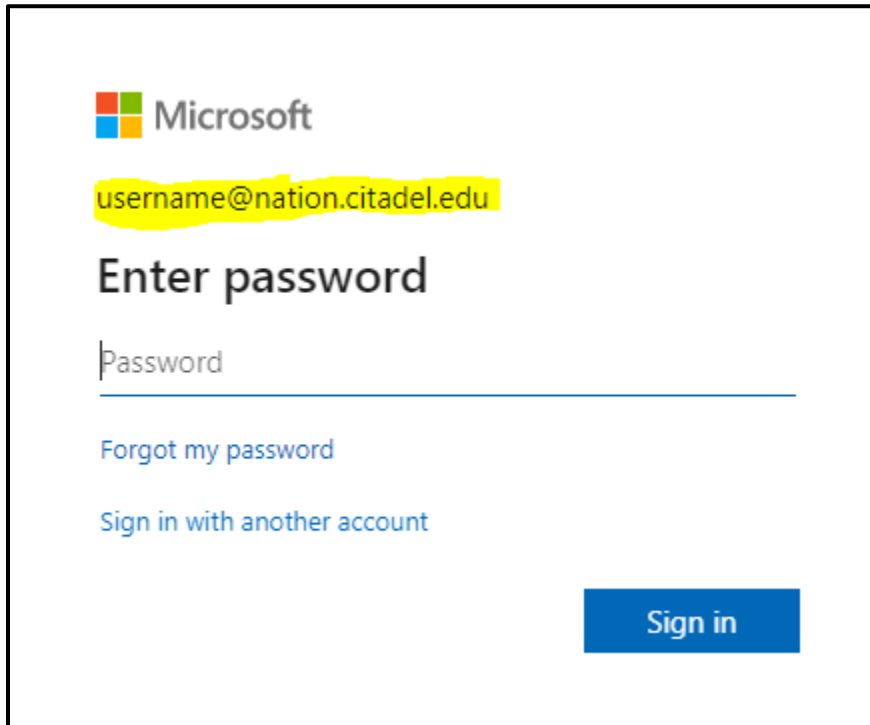 Microsoft
username@nation.citadel.edu
Enter password
Password
Forgot my password
Sign in with another account
Sign in